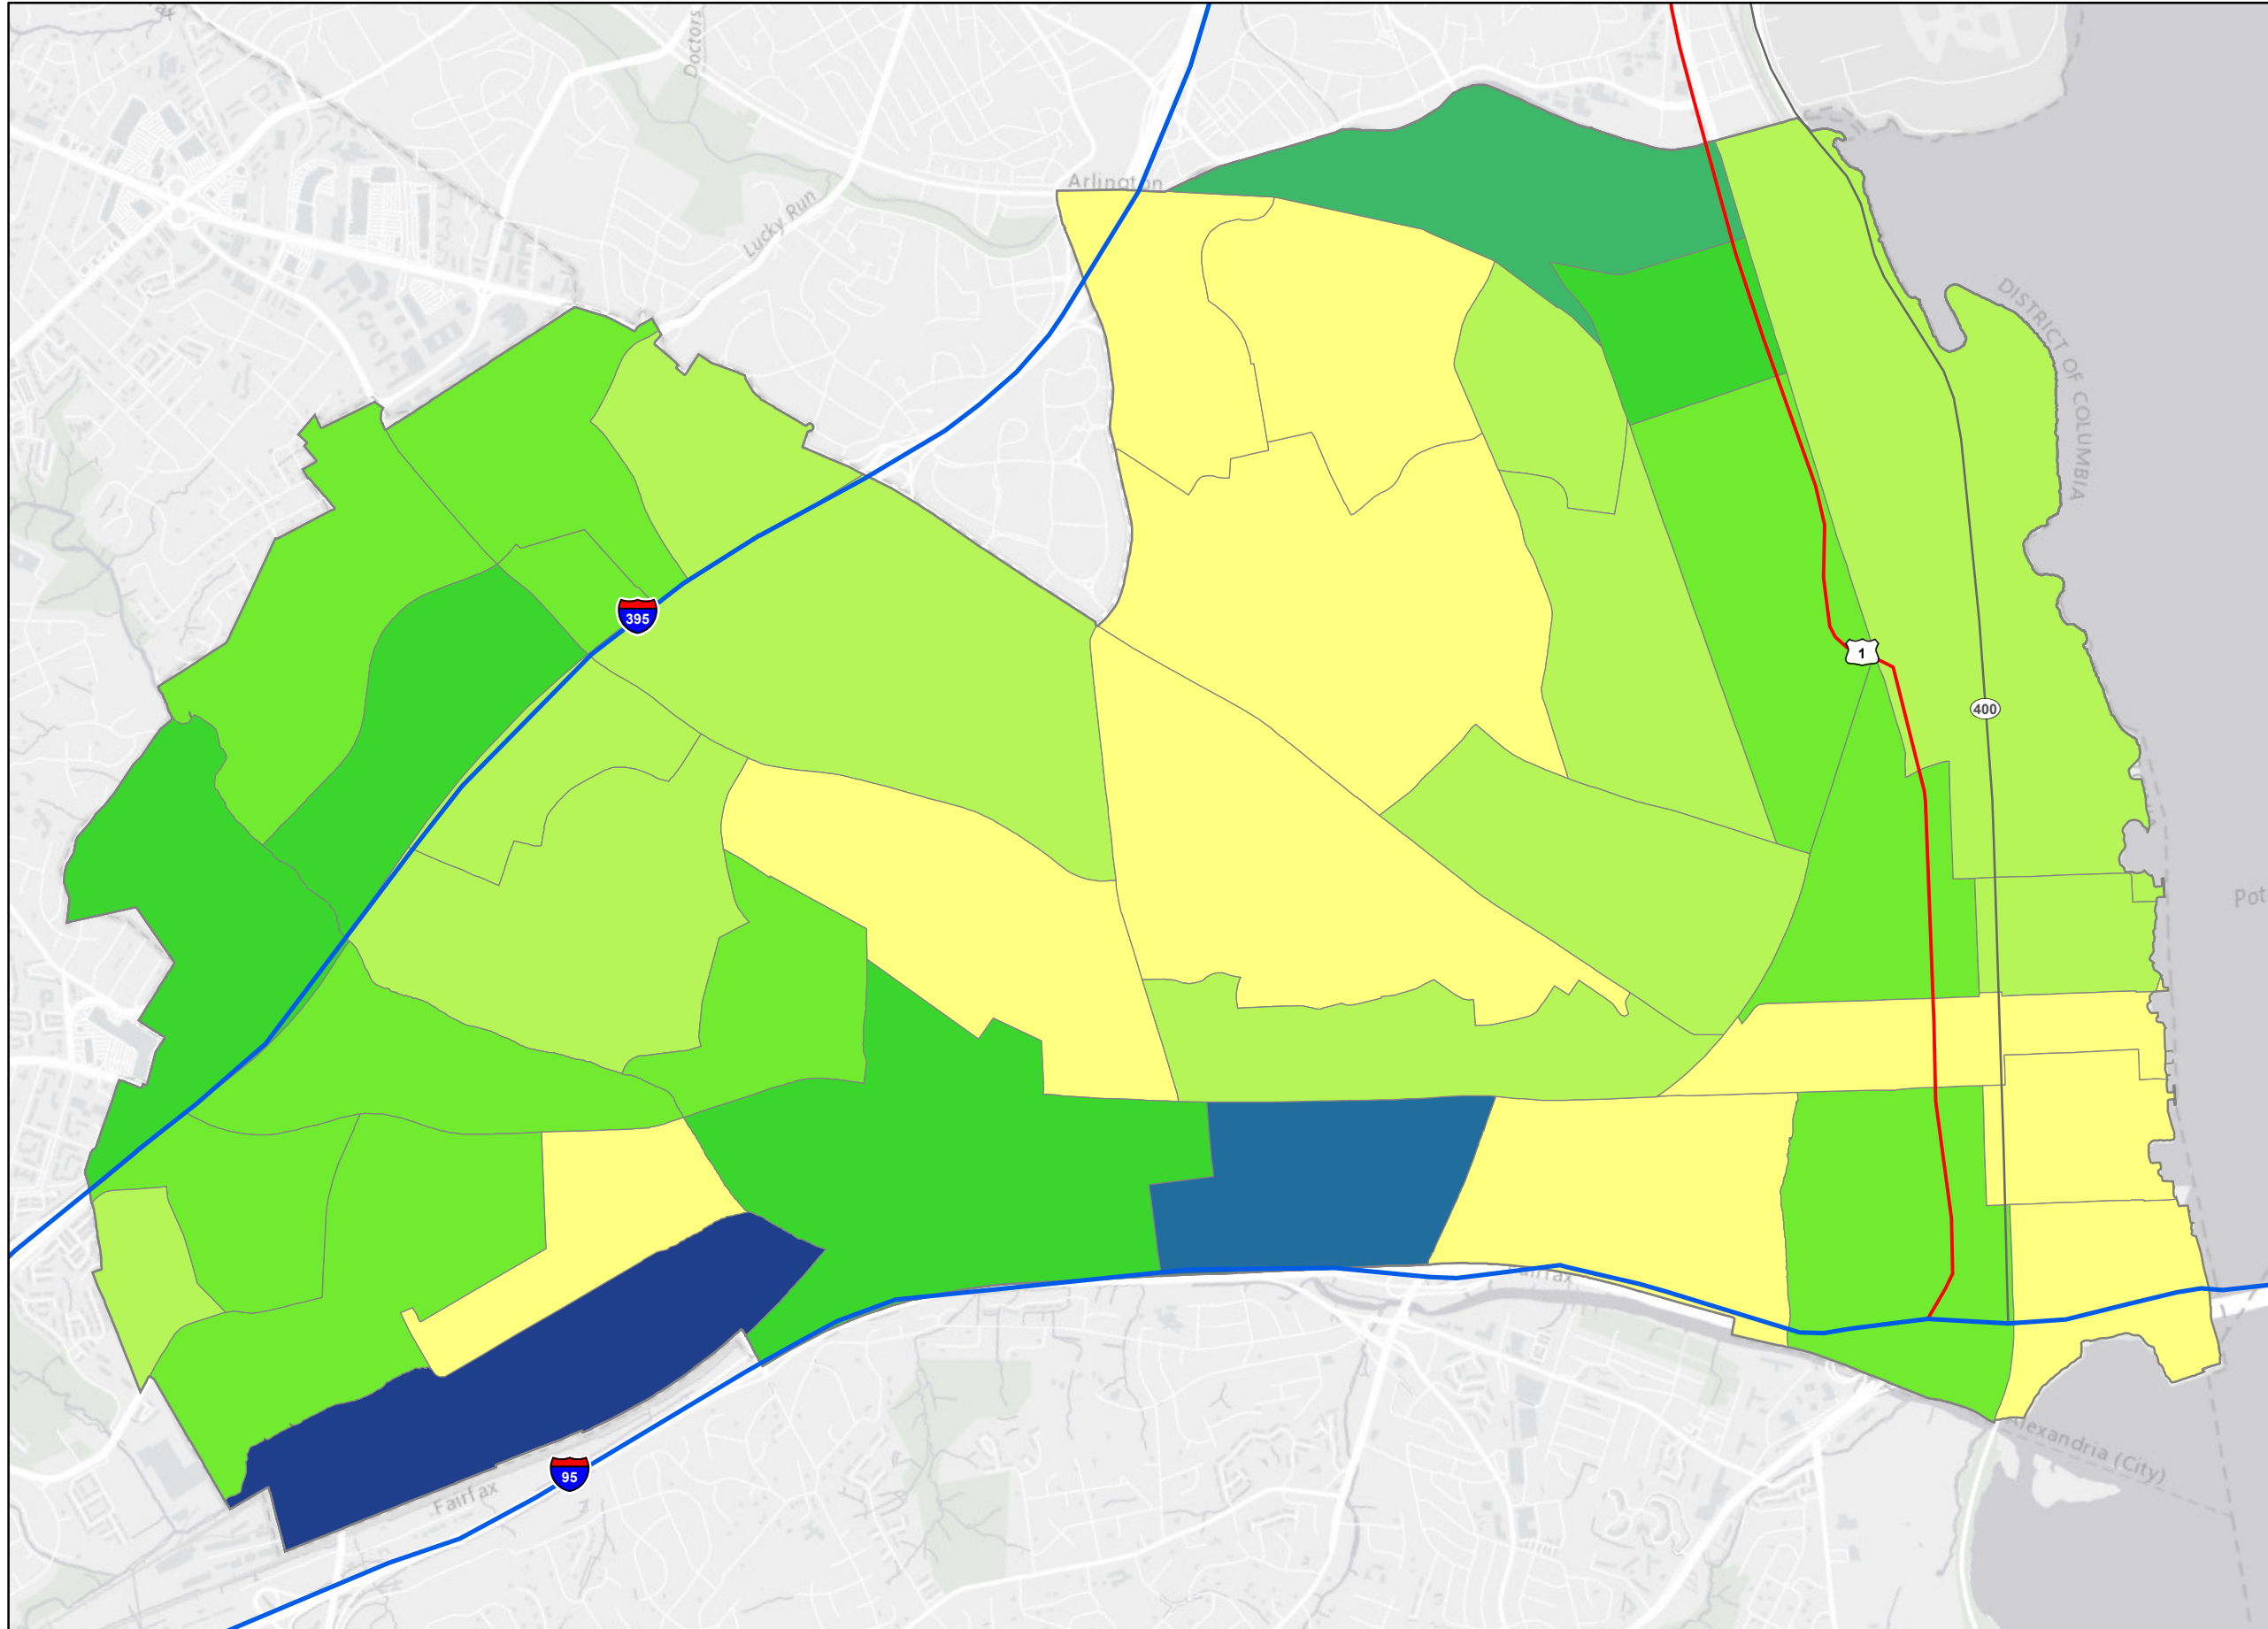 Doctors
Arlington
Lucky Run
DISTRICT OF COLUMBIA
395
1
400
Pot
Fairfax
Alexandria (City)
95
Fairfax